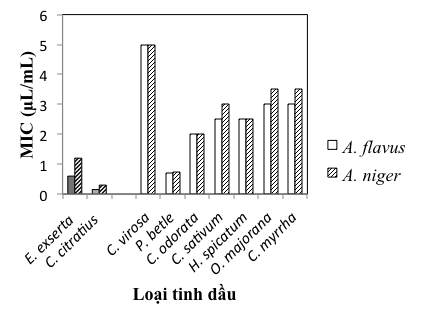 6
5
4
3
2
1
0
MIC (µL/mL)
E. exserta
C. citratius
C. virosa
P. betle
C. odorata
C. sativum
H. spicatum
O. majorana
C. myrrha
Loại tinh dầu
A. flavus
A. niger